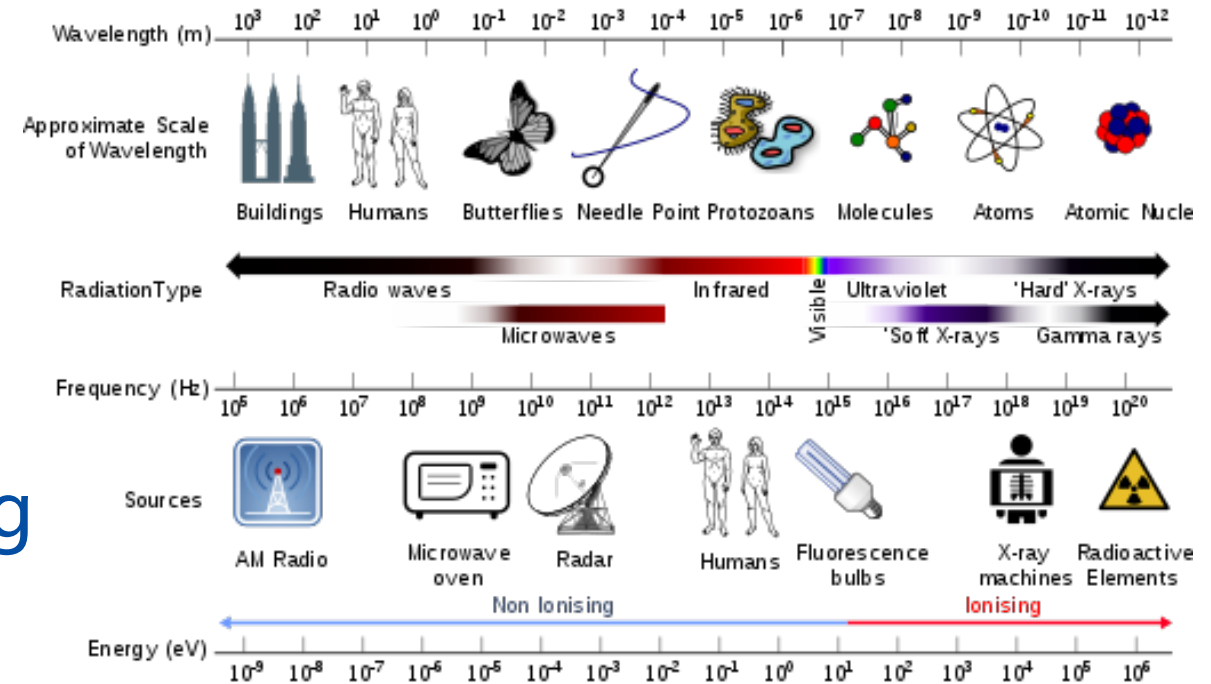 Wavelength (m) 10³ 10² 10¹ 10⁰ 10⁻¹ 10⁻² 10⁻³ 10⁻⁴ 10⁻⁵ 10⁻⁶ 10⁻⁷ 10⁻⁸ 10⁻⁹ 10⁻¹⁰ 10⁻¹¹ 10⁻¹²
Approximate Scale
of Wavelength
Buildings Humans Butterflies Needle Point Protozoans Molecules Atoms Atomic Nucle
Radiation Type
Radio waves Infrared Visible Ultraviolet 'Hard' X-rays
Microwaves 'Soft' X-rays Gamma rays
Frequency (Hz)
10⁵ 10⁶ 10⁷ 10⁸ 10⁹ 10¹⁰ 10¹¹ 10¹² 10¹³ 10¹⁴ 10¹⁵ 10¹⁶ 10¹⁷ 10¹⁸ 10¹⁹ 10²⁰
g
Sources
AM Radio Microwave Radar Humans Fluorescence X-ray Radioactive
oven bulbs machines Elements
Non Ionising Ionising
Energy (eV)
10⁻⁹ 10⁻⁸ 10⁻⁷ 10⁻⁶ 10⁻⁵ 10⁻⁴ 10⁻³ 10⁻² 10⁻¹ 10⁰ 10¹ 10² 10³ 10⁴ 10⁵ 10⁶